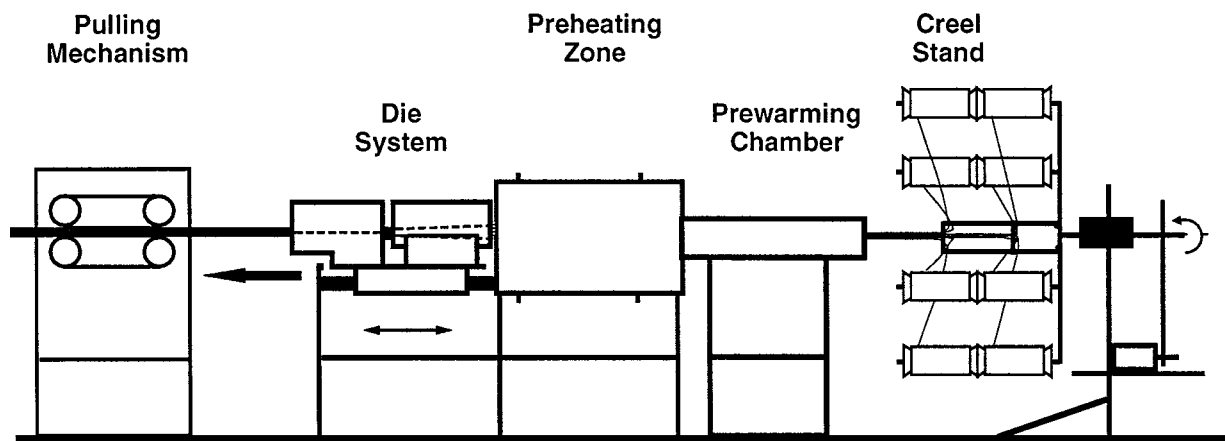 Pulling
Mechanism
Die
System
Preheating
Zone
Prewarming
Chamber
Creel
Stand